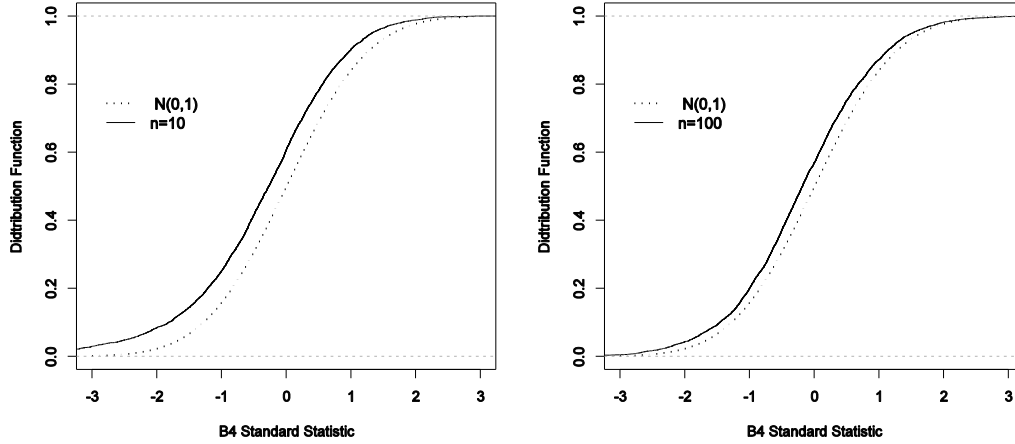 Didtribution Function
1.0
0.8
0.6
0.4
0.2
0.0
N(0,1)
n=10
-3 -2 -1 0 1 2 3
B4 Standard Statistic
Didtribution Function
1.0
0.8
0.6
0.4
0.2
0.0
N(0,1)
n=100
-3 -2 -1 0 1 2 3
B4 Standard Statistic